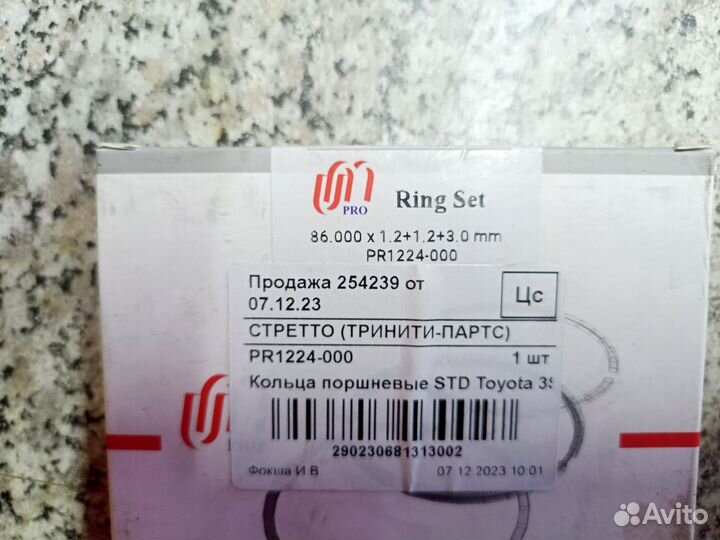 PRO
Ring Set
86.000 x 1.2+1.2+3.0 mm
PR1224-000
Продажа 254239 от
07.12.23
Цс
СТРЕТТО (ТРИНИТИ-ПАРТС)
PR1224-000 1 шт
Кольца поршневые STD Toyota 3S
290230681313002
Фокша И В 07 12 2023 10:01
PRO
Avito